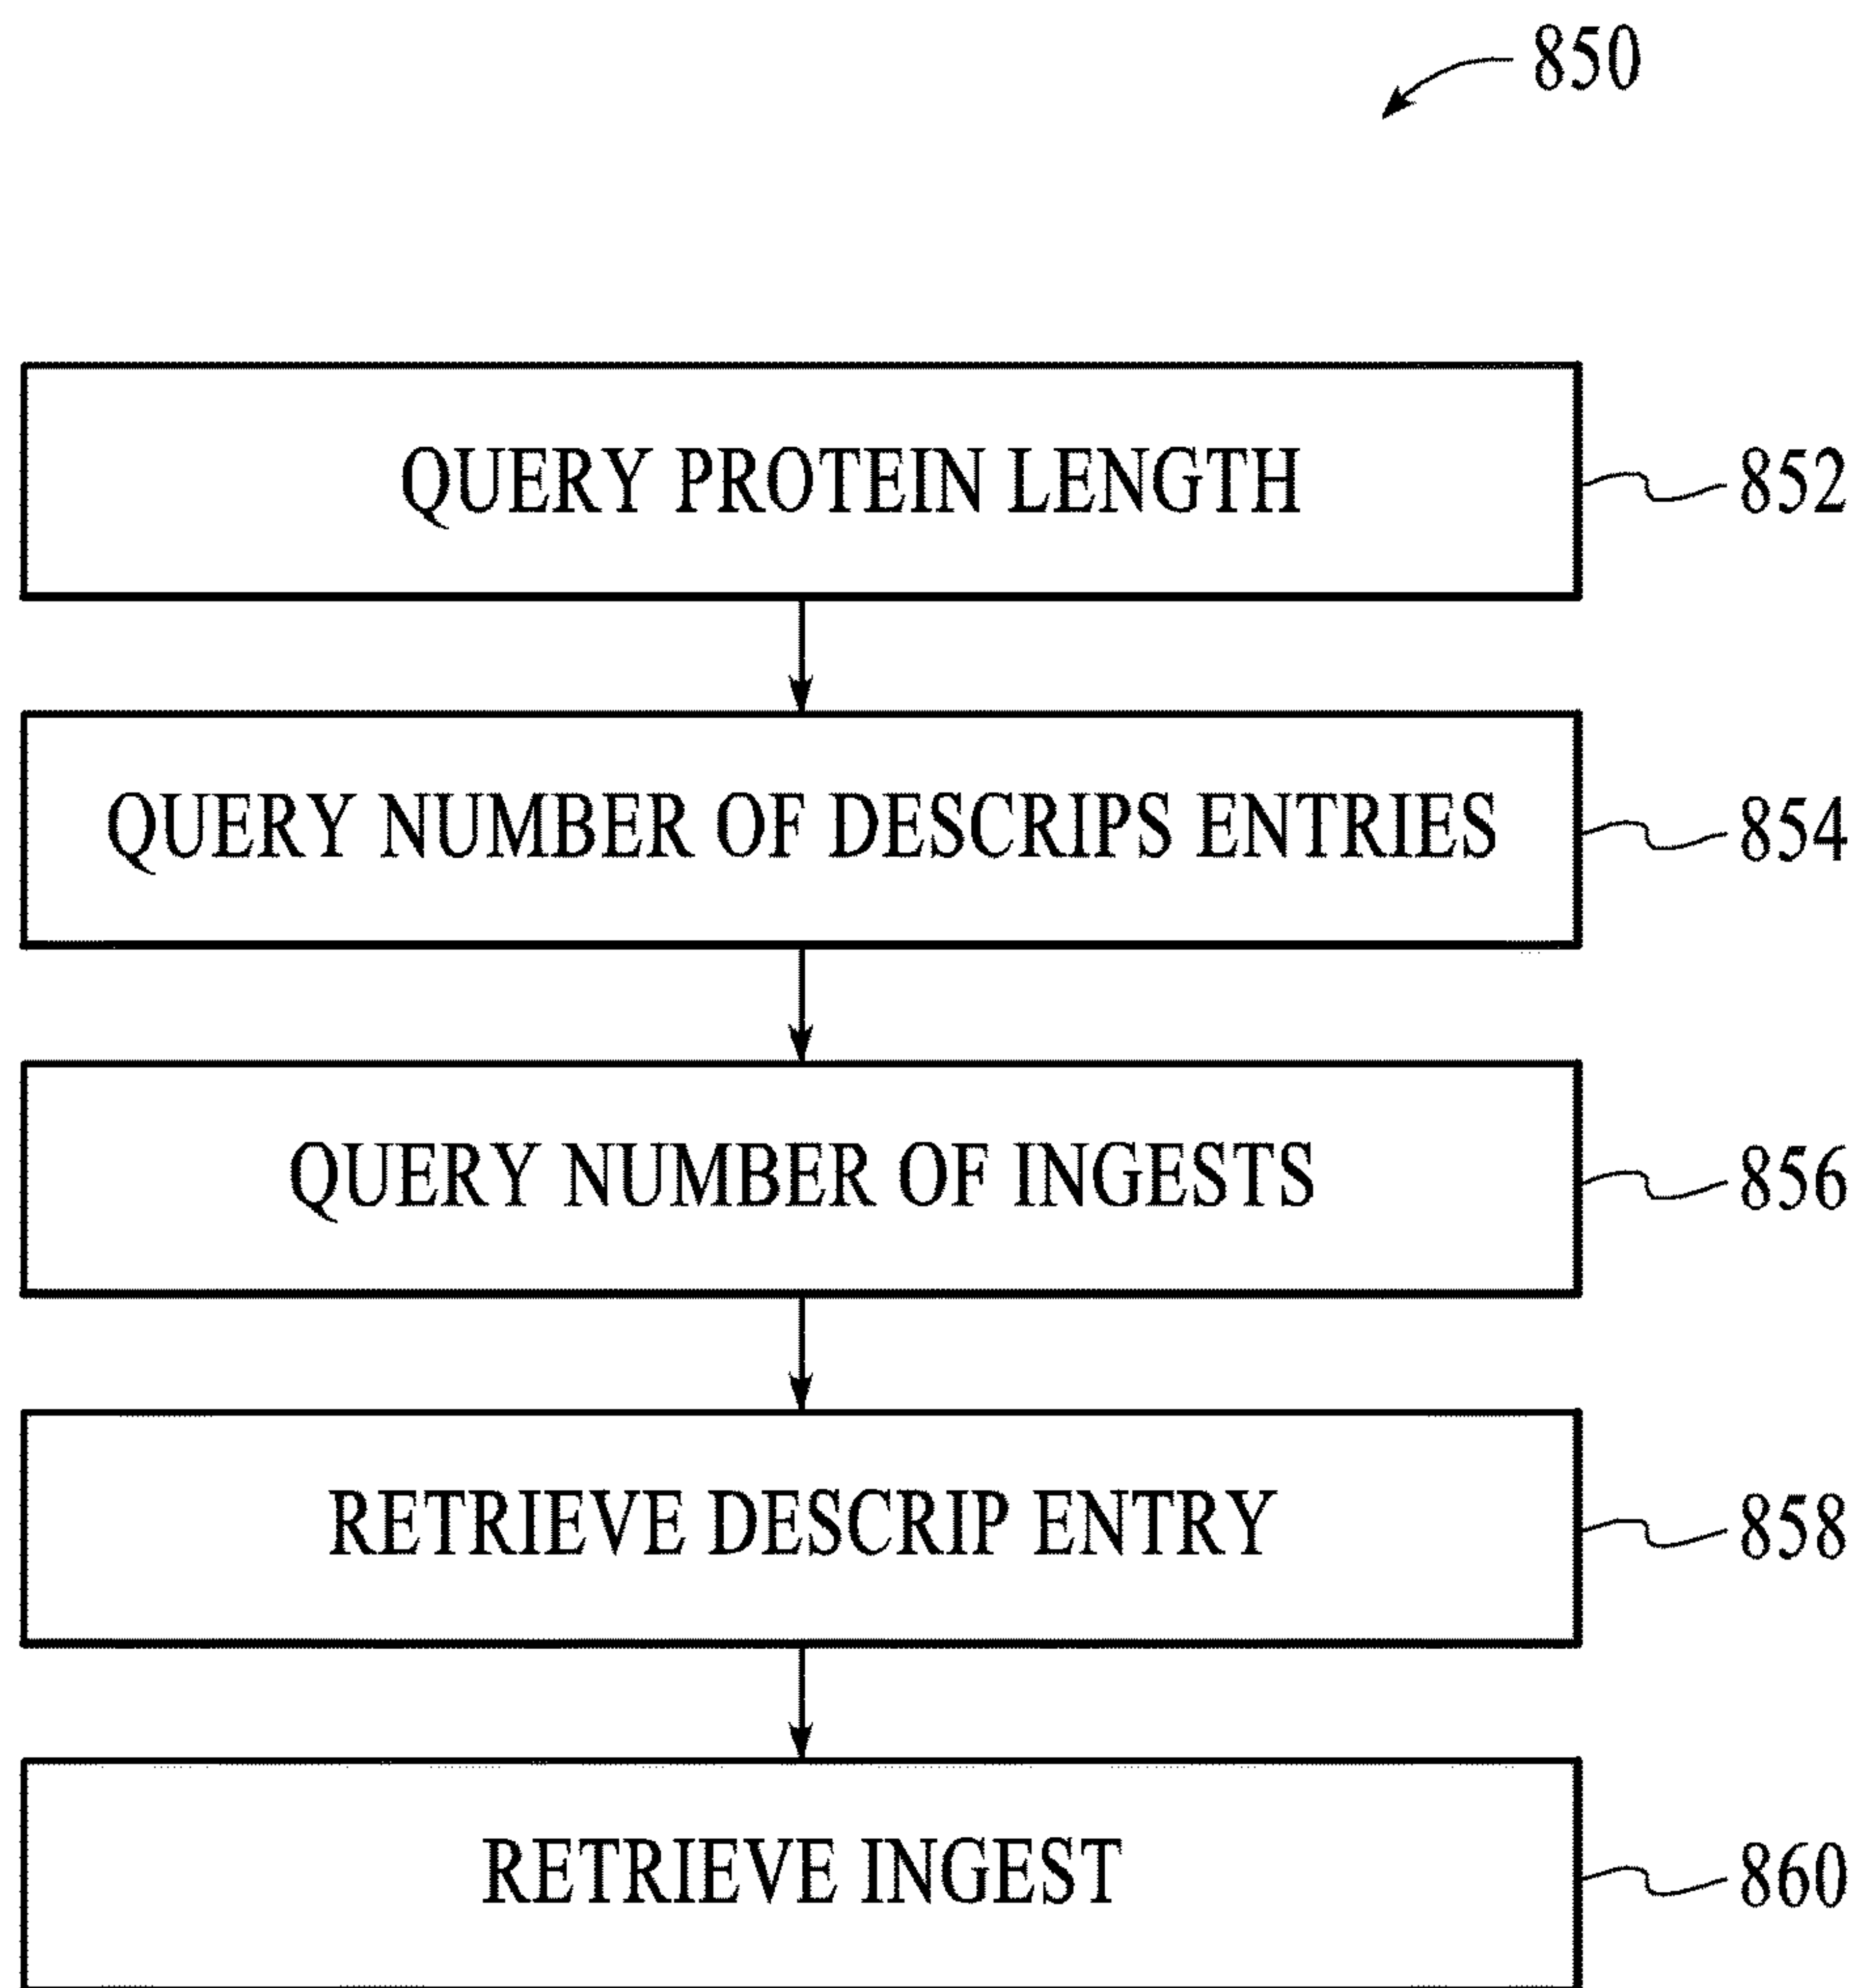 850
QUERY PROTEIN LENGTH
852
QUERY NUMBER OF DESCRIPS ENTRIES
854
QUERY NUMBER OF INGESTS
856
RETRIEVE DESCRIP ENTRY
858
RETRIEVE INGEST
860